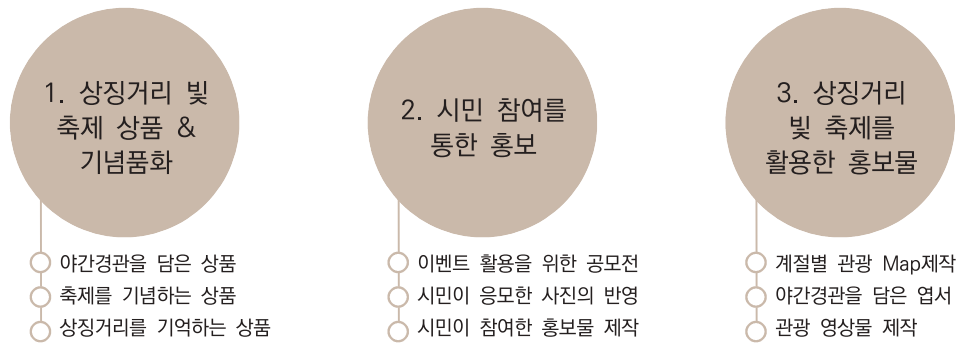 1. 상징거리 빛
축제 상품 &
기념품화
야간경관을 담은 상품
축제를 기념하는 상품
상징거리를 기억하는 상품
2. 시민 참여를
통한 홍보
이벤트 활용을 위한 공모전
시민이 응모한 사진의 반영
시민이 참여한 홍보물 제작
3. 상징거리
빛 축제를
활용한 홍보물
계절별 관광 Map제작
야간경관을 담은 엽서
관광 영상물 제작